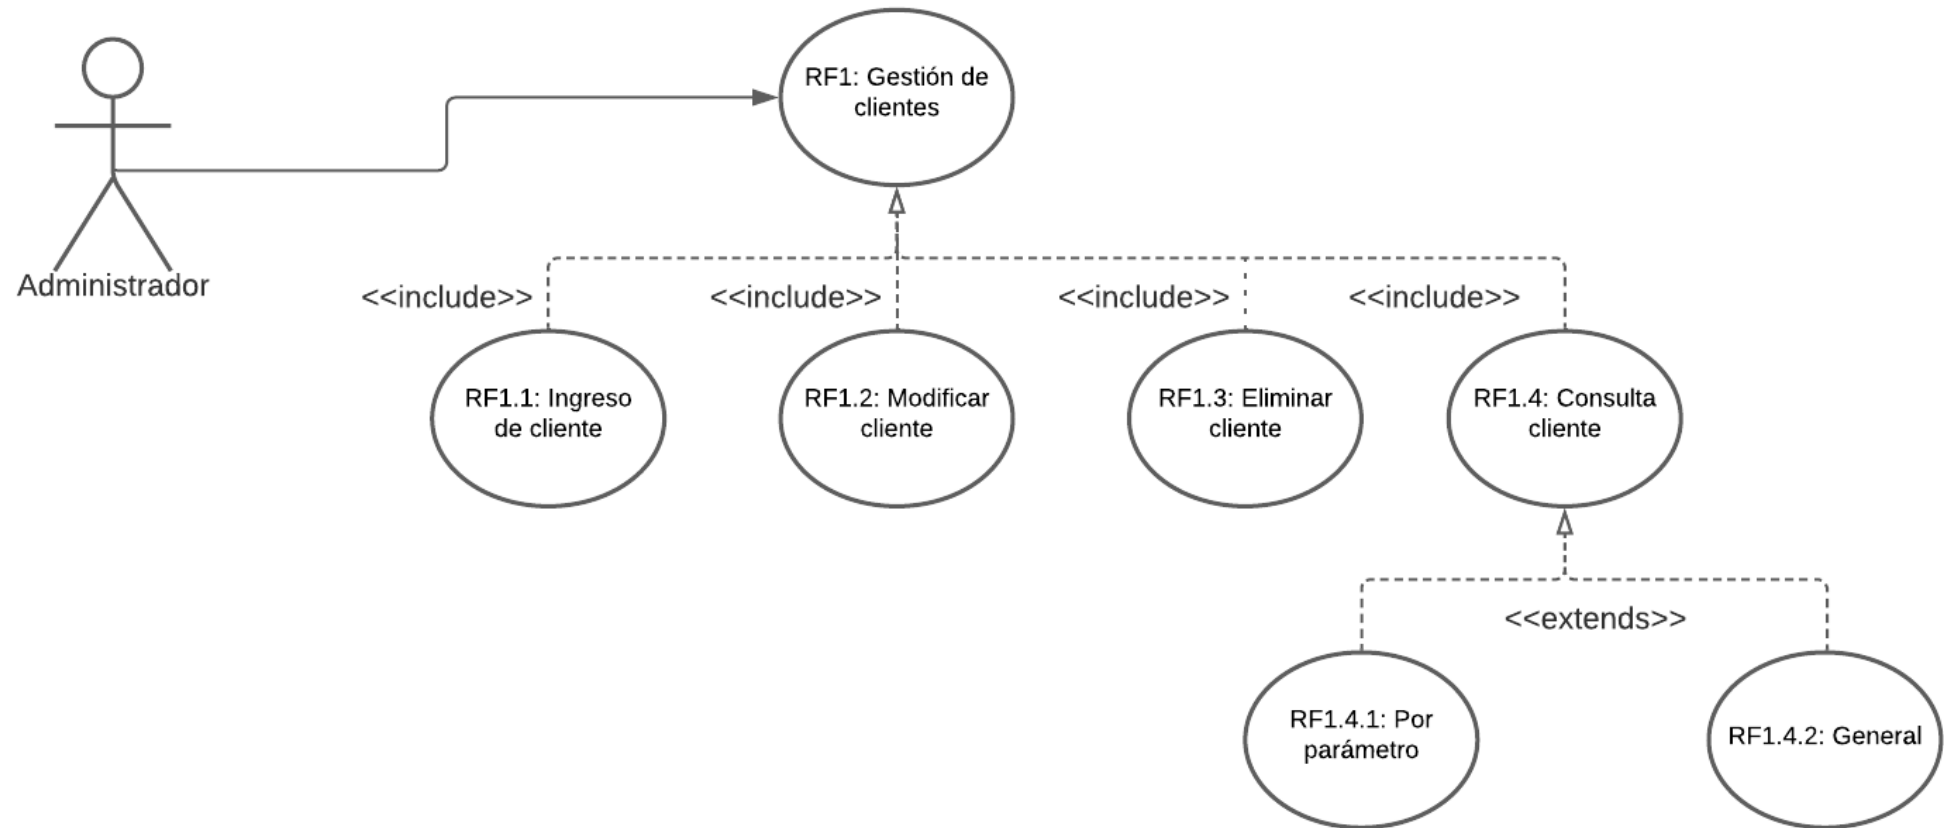 RF1: Gestión de
clientes
Administrador
<<include>>
<<include>>
<<include>>
<<include>>
RF1.1: Ingreso
de cliente
RF1.2: Modificar
cliente
RF1.3: Eliminar
cliente
RF1.4: Consulta
cliente
<<extends>>
RF1.4.1: Por
parámetro
RF1.4.2: General